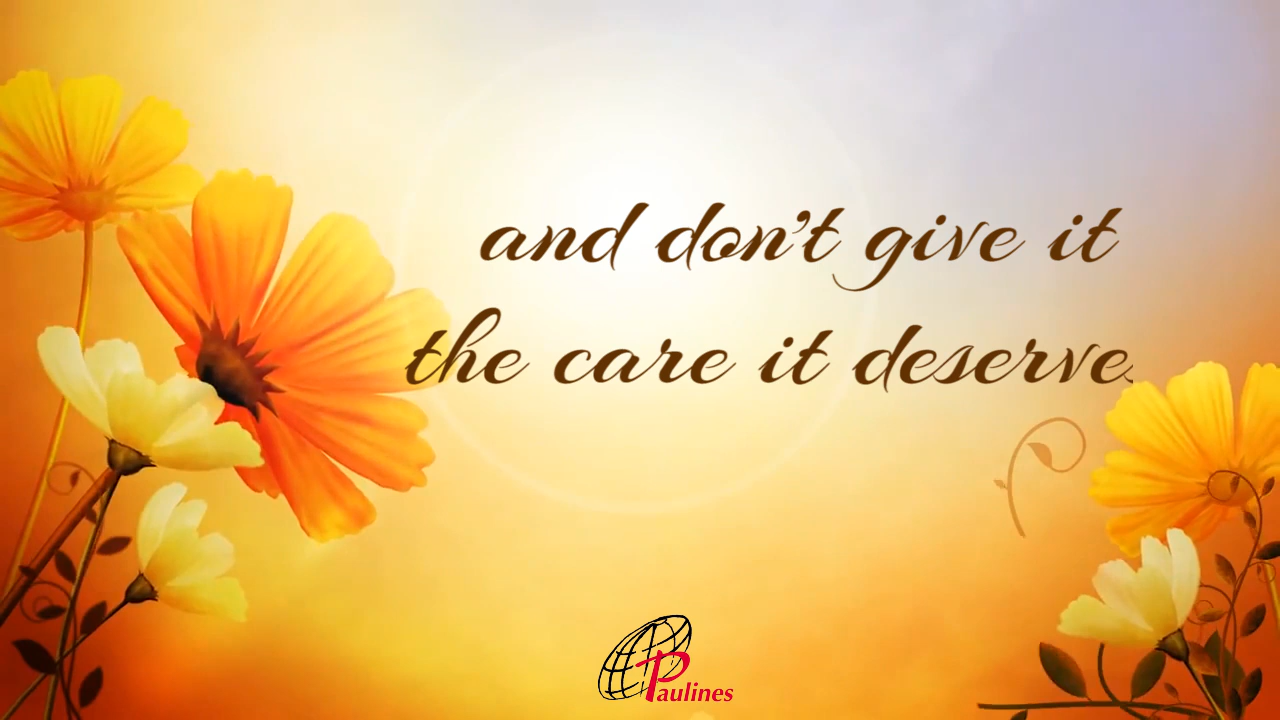 and don't give it
the care it deserve.
Paulines